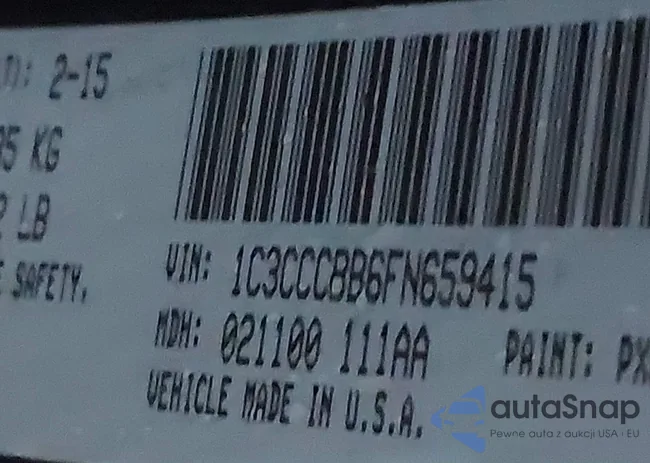 : 2-15
5 KG
LB
SAFETY.
VIN: 1C3CCCBB6FN659415
MDH: 021100 111AA PAINT: PX
VEHICLE MADE IN U.S.A.
autaSnap
Pewne auta z aukcji USA - EU